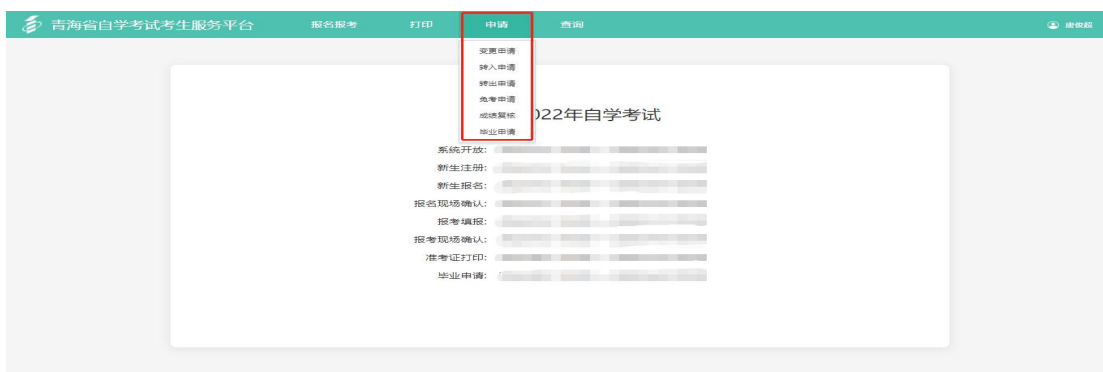 青海省自学考试考生服务平台 报名报考 打印 申请 查询 唐俊超
变更申请
转入申请
转出申请
免考申请
成绩复核
毕业申请
022年自学考试
系统开放:
新生注册:
新生报名:
报名现场确认:
报考填报:
报考现场确认:
准考证打印:
毕业申请: